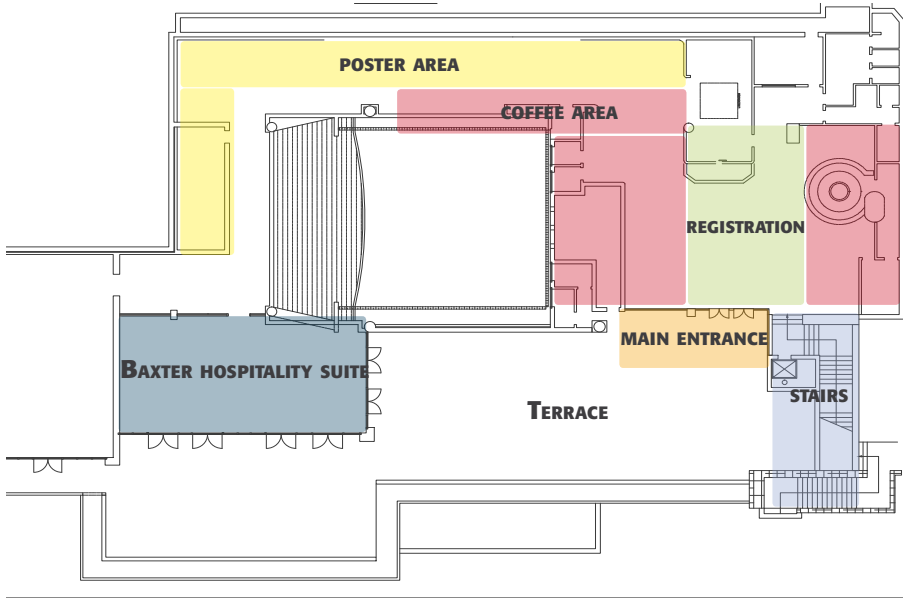 POSTER AREA
COFFEE AREA
REGISTRATION
MAIN ENTRANCE
BAXTER HOSPITALITY SUITE
STAIRS
TERRACE